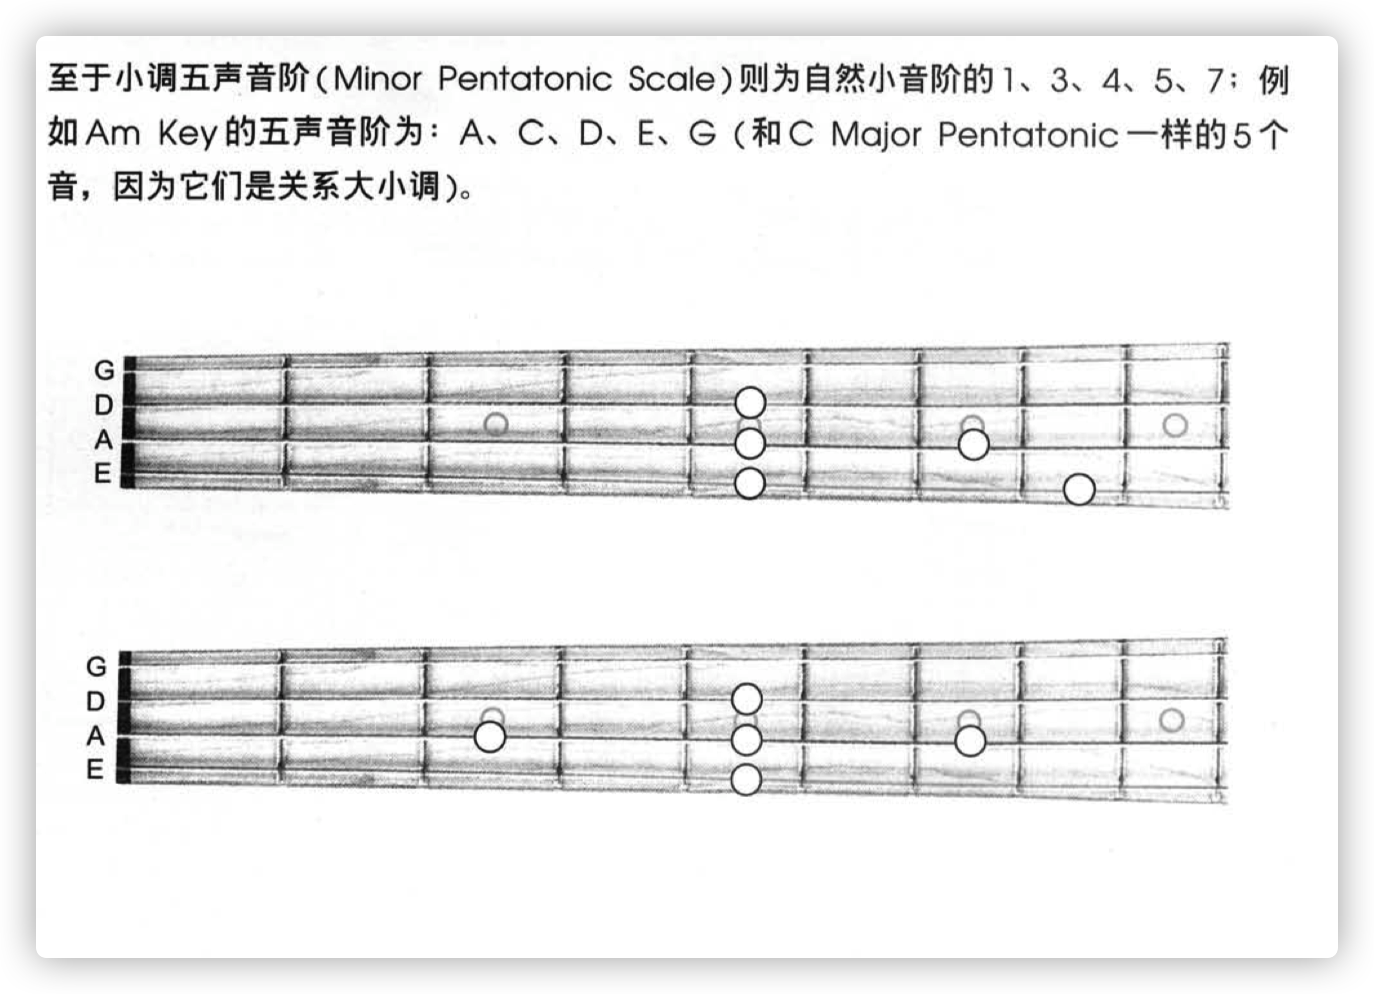 至于小调五声音阶(Minor Pentatonic Scale)则为自然小音阶的1、3、4、5、7；例
如Am Key的五声音阶为：A、C、D、E、G（和C Major Pentatonic一样的5个
音，因为它们是关系大小调)。
G
D
A
E
G
D
A
E